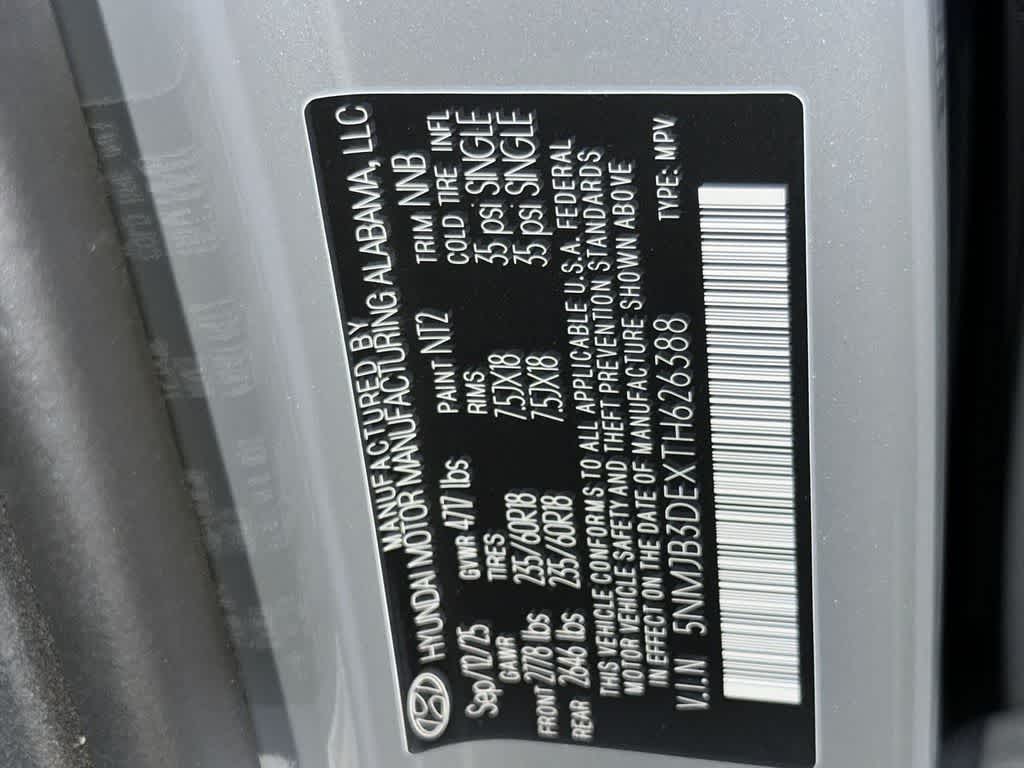 MANUFACTURED BY
HYUNDAI MOTOR MANUFACTURING ALABAMA, LLC
Sep/12/25 GVWR 4717 lbs PAINT NT2 TRIM NNB
GAWR TIRES RIMS COLD TIRE INFL
FRONT 2778 lbs 235/60R18 7.5JX18 35 psi SINGLE
REAR 2646 lbs 235/60R18 7.5JX18 35 psi SINGLE
THIS VEHICLE CONFORMS TO ALL APPLICABLE U.S.A. FEDERAL
MOTOR VEHICLE SAFETY AND THEFT PREVENTION STANDARDS
IN EFFECT ON THE DATE OF MANUFACTURE SHOWN ABOVE
V.I.N 5NMJB3DEXTH626388 TYPE: MPV